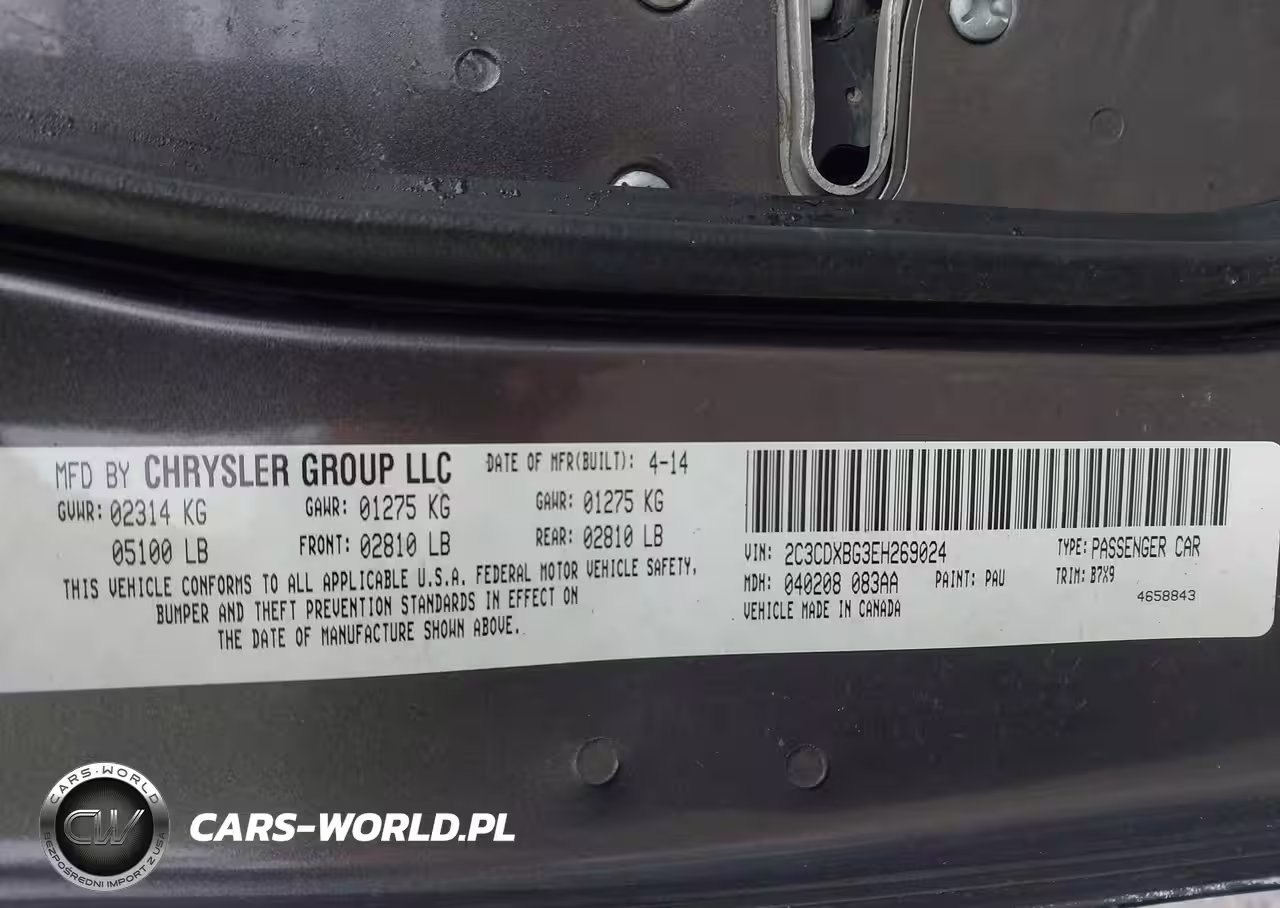 MFD BY CHRYSLER GROUP LLC DATE OF MFR(BUILT): 4-14
GVWR: 02314 KG GAWR: 01275 KG GAWR: 01275 KG
05100 LB FRONT: 02810 LB REAR: 02810 LB
THIS VEHICLE CONFORMS TO ALL APPLICABLE U.S.A. FEDERAL MOTOR VEHICLE SAFETY,
BUMPER AND THEFT PREVENTION STANDARDS IN EFFECT ON
THE DATE OF MANUFACTURE SHOWN ABOVE.
VIN: 2C3CDXBG3EH269024 TYPE: PASSENGER CAR
MDH: 040208 083AA PAINT: PAU TRIM: B7X9
VEHICLE MADE IN CANADA 4658843
CARS-WORLD
CW
BEZPOŚREDNI IMPORT Z USA
CARS-WORLD.PL